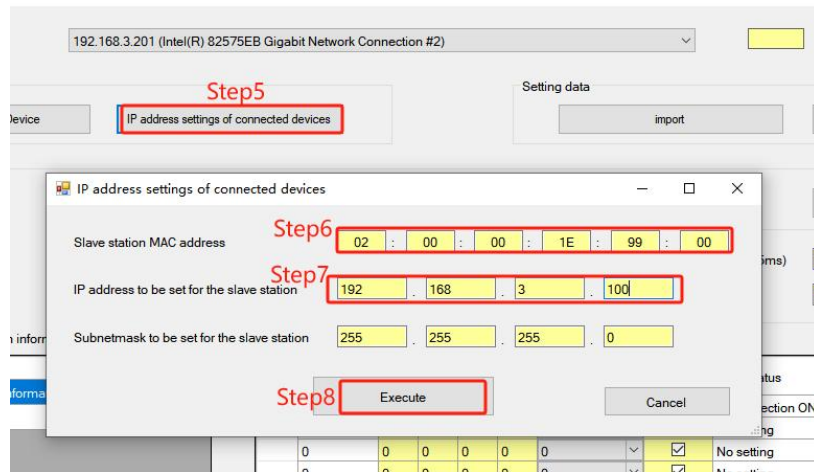 192.168.3.201 (Intel(R) 82575EB Gigabit Network Connection #2)
Step5
Setting data
Device
IP address settings of connected devices
import
IP address settings of connected devices
Step6
Slave station MAC address
02 : 00 : 00 : 1E : 99 : 00
5ms)
Step7
IP address to be set for the slave station
192 . 168 . 3 . 100
n inform
Subnetmask to be set for the slave station
255 . 255 . 255 . 0
atus
informa
Step8
Execute
Cancel
ection ON
ng
0 0 0 0 0 0 No setting